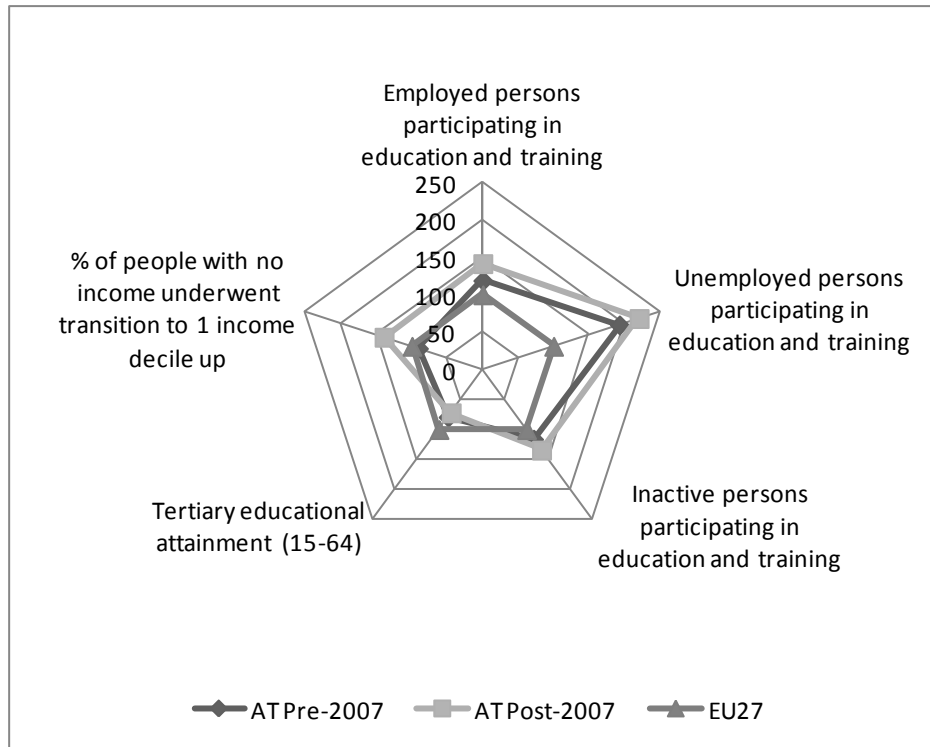 Employed persons
participating in
education and training
250
200
150
100
50
0
% of people with no
income underwent
transition to 1 income
decile up
Unemployed persons
participating in
education and training
Tertiary educational
attainment (15-64)
Inactive persons
participating in
education and training
AT Pre-2007
AT Post-2007
EU27